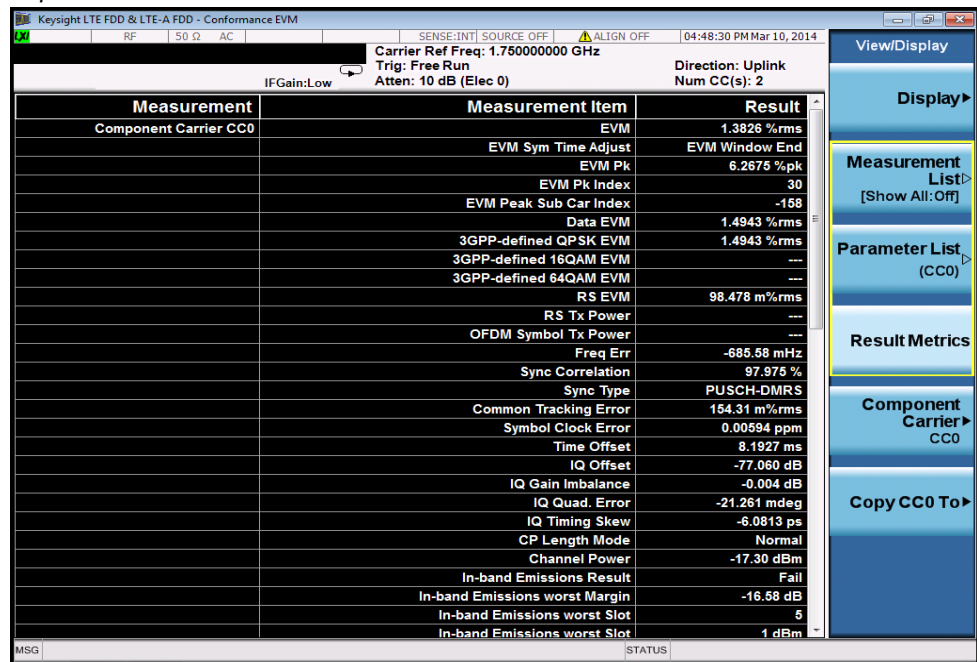 Keysight LTE FDD & LTE-A FDD - Conformance EVM
LXI RF 50 Ω AC SENSE:INT SOURCE OFF ALIGN OFF 04:48:30 PM Mar 10, 2014
Carrier Ref Freq: 1.750000000 GHz
Trig: Free Run Direction: Uplink
IFGain:Low Atten: 10 dB (Elec 0) Num CC(s): 2
Measurement Measurement Item Result
Component Carrier CC0 EVM 1.3826 %rms
EVM Sym Time Adjust EVM Window End
EVM Pk 6.2675 %pk
EVM Pk Index 30
EVM Peak Sub Car Index -158
Data EVM 1.4943 %rms
3GPP-defined QPSK EVM 1.4943 %rms
3GPP-defined 16QAM EVM ---
3GPP-defined 64QAM EVM ---
RS EVM 98.478 m%rms
RS Tx Power ---
OFDM Symbol Tx Power ---
Freq Err -685.58 mHz
Sync Correlation 97.975 %
Sync Type PUSCH-DMRS
Common Tracking Error 154.31 m%rms
Symbol Clock Error 0.00594 ppm
Time Offset 8.1927 ms
IQ Offset -77.060 dB
IQ Gain Imbalance -0.004 dB
IQ Quad. Error -21.261 mdeg
IQ Timing Skew -6.0813 ps
CP Length Mode Normal
Channel Power -17.30 dBm
In-band Emissions Result Fail
In-band Emissions worst Margin -16.58 dB
In-band Emissions worst Slot 5
In-band Emissions worst Slot 1 dBm
View/Display
Display
Measurement
List
[Show All:Off]
Parameter List
(CC0)
Result Metrics
Component
Carrier
CC0
Copy CC0 To
MSG STATUS